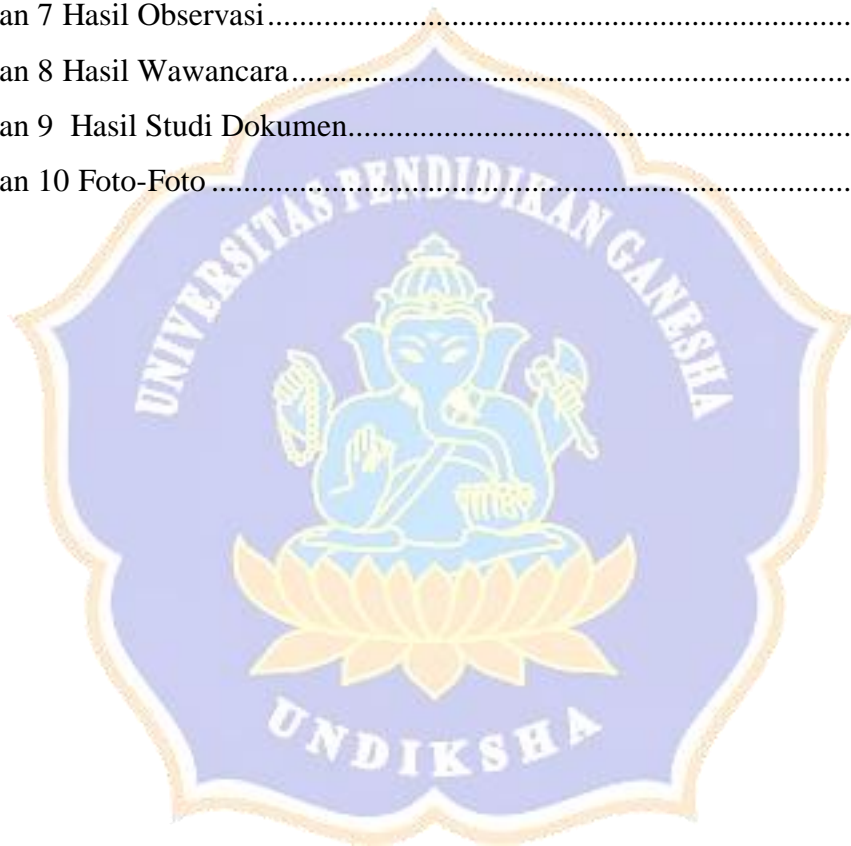 an 7 Hasil Observasi....................................................................................
an 8 Hasil Wawancara................................................................................
an 9  Hasil Studi Dokumen........................................................................
an 10 Foto-Foto ..........................................................................................
UNIVERSITAS PENDIDIKAN GANESHA
UNDIKSHA